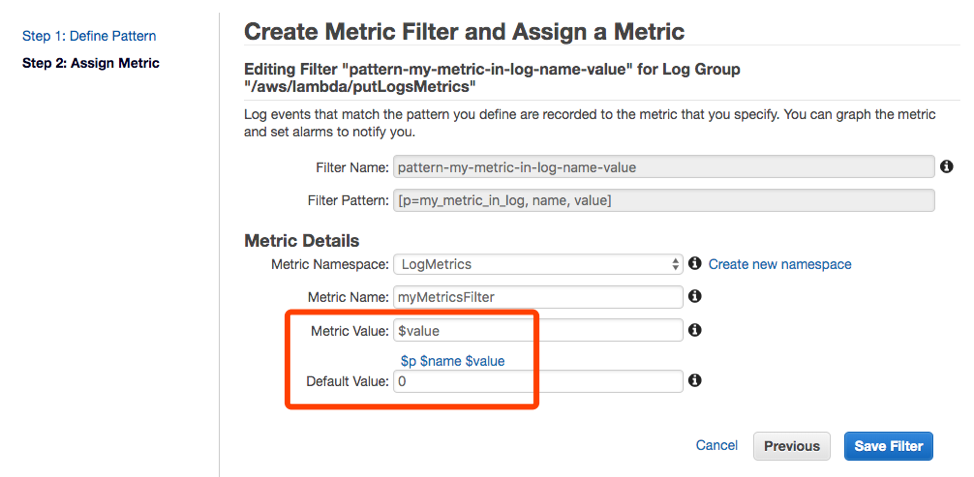 Step 1: Define Pattern
Step 2: Assign Metric
Create Metric Filter and Assign a Metric
Editing Filter "pattern-my-metric-in-log-name-value" for Log Group
"/aws/lambda/putLogsMetrics"
Log events that match the pattern you define are recorded to the metric that you specify. You can graph the metric
and set alarms to notify you.
Filter Name: pattern-my-metric-in-log-name-value
Filter Pattern: [p=my_metric_in_log, name, value]
Metric Details
Metric Namespace: LogMetrics Create new namespace
Metric Name: myMetricsFilter
Metric Value: $value
$p $name $value
Default Value: 0
Cancel Previous Save Filter